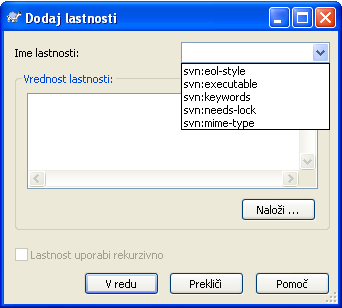 Dodaj lastnosti
Ime lastnosti:
svn:eol-style
svn:executable
svn:keywords
svn:needs-lock
svn:mime-type
Vrednost lastnosti:
Naloži ...
Lastnost uporabi rekurzivno
V redu
Prekliči
Pomoč